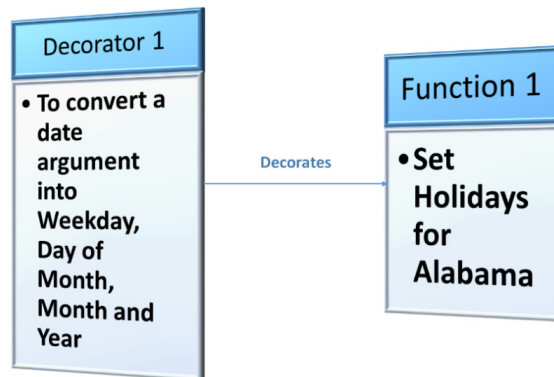 Decorator 1
• To convert a
date
argument
into
Weekday,
Day of
Month,
Month and
Year
Decorates
Function 1
• Set
Holidays
for
Alabama